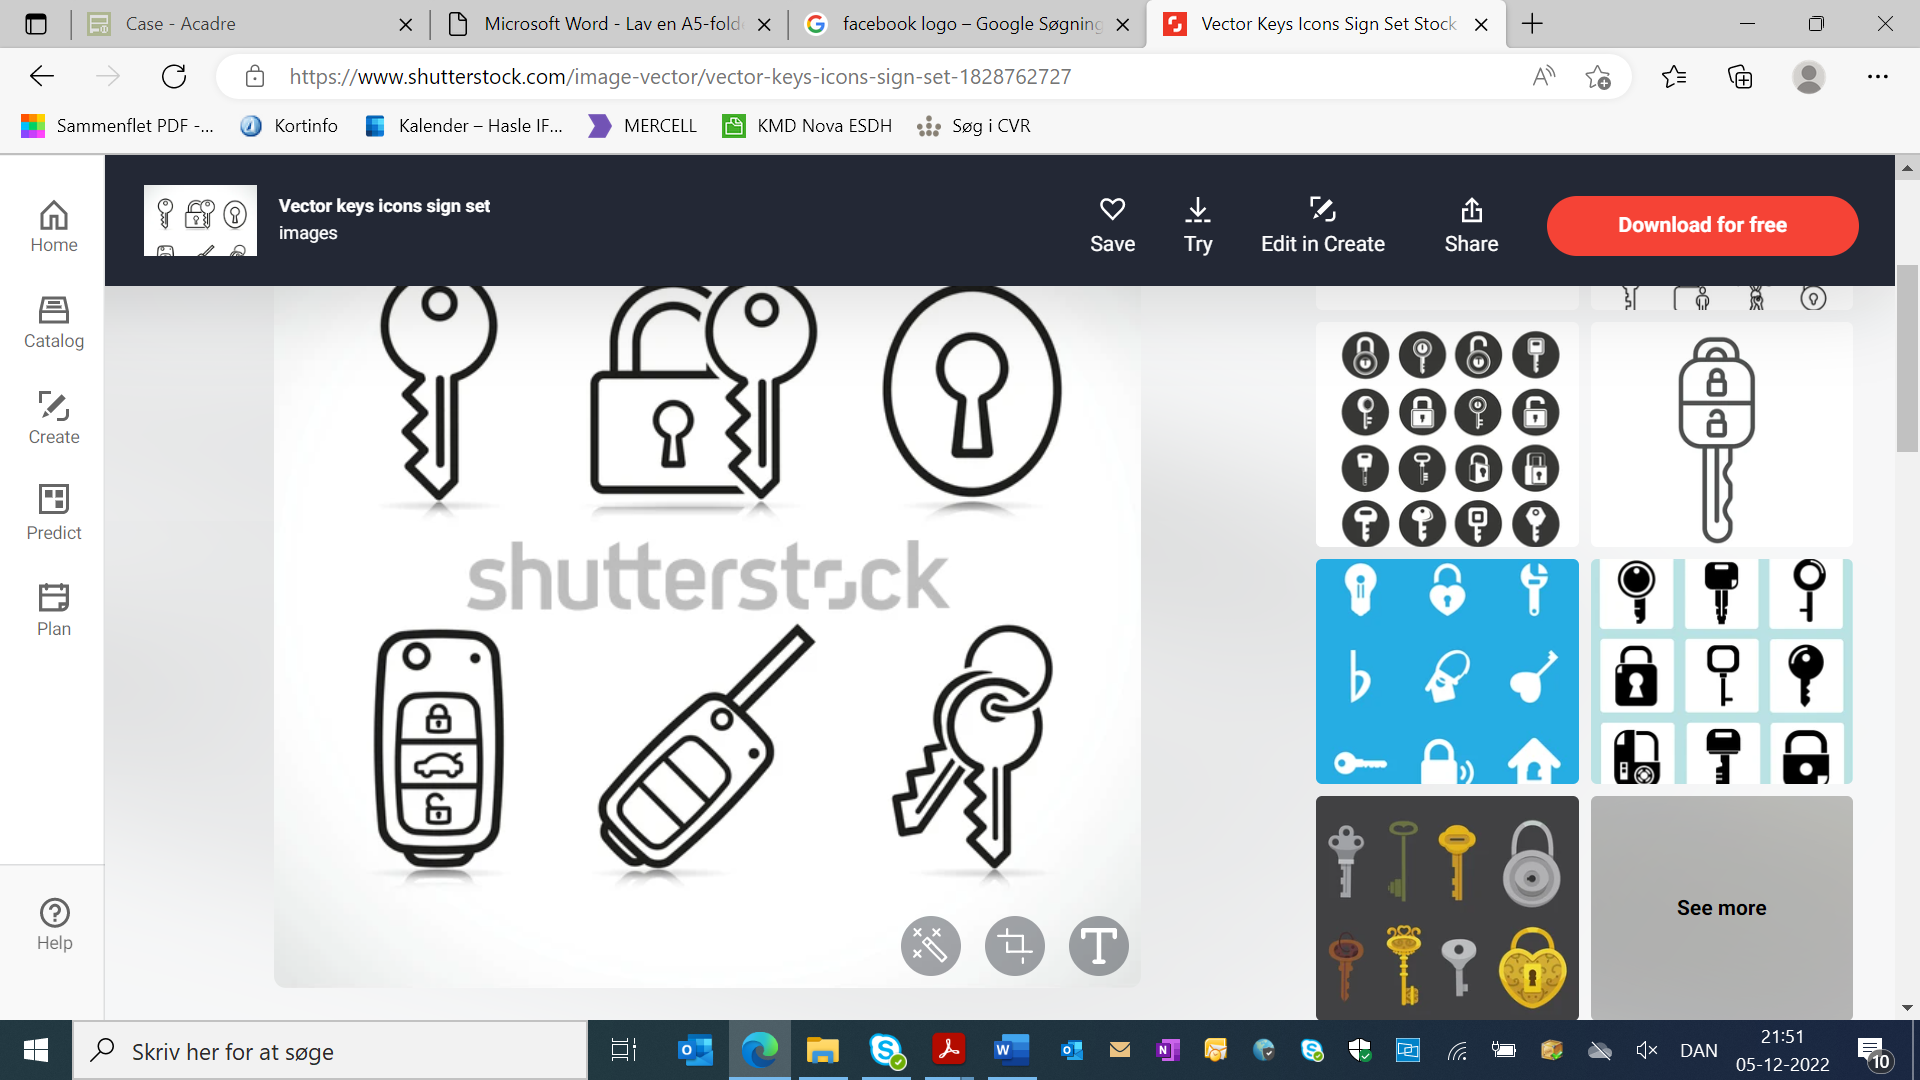 Case - Acadre
Microsoft Word - Lav en A5-fold
facebook logo – Google Søgning
Vector Keys Icons Sign Set Stock
https://www.shutterstock.com/image-vector/vector-keys-icons-sign-set-1828762727
Sammenflet PDF -...
Kortinfo
Kalender – Hasle IF...
MERCELL
KMD Nova ESDH
Søg i CVR
Vector keys icons sign set
images
Save
Try
Edit in Create
Share
Download for free
Home
Catalog
Create
Predict
Plan
Help
shutterstock
See more
Skriv her for at søge
DAN
21:51
05-12-2022
10